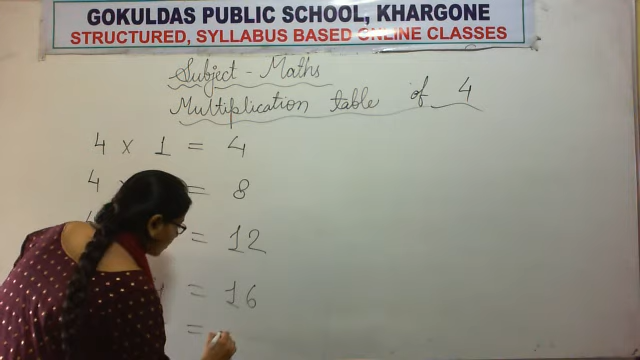 GOKULDAS PUBLIC SCHOOL, KHARGONE
STRUCTURED, SYLLABUS BASED ONLINE CLASSES
Subject - Maths
Multiplication table of 4
4 x 1 = 4
4 = 8
= 12
= 16
=